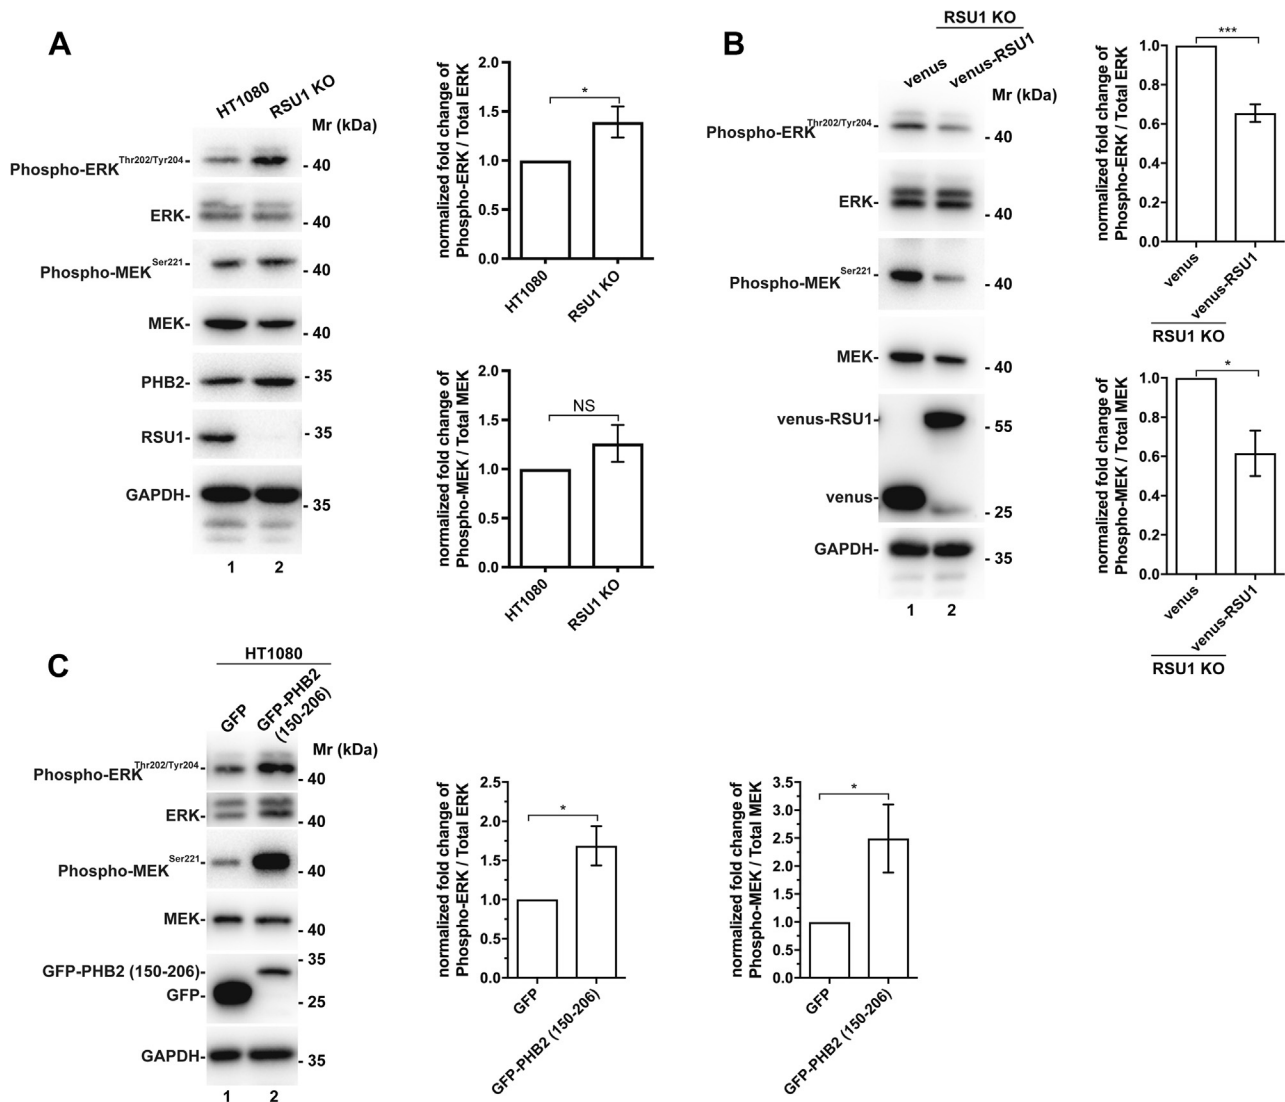 A
HT1080
RSU1 KO
Mr (kDa)
Phospho-ERK Thr202/Tyr204-
- 40
ERK-
- 40
Phospho-MEK Ser221-
- 40
MEK-
- 40
PHB2-
- 35
RSU1-
- 35
GAPDH-
- 35
1 2
normalized fold change of
Phospho-ERK / Total ERK
2.0
1.5
1.0
0.5
0.0
*
HT1080
RSU1 KO
normalized fold change of
Phospho-MEK / Total MEK
2.0
1.5
1.0
0.5
0.0
NS
HT1080
RSU1 KO
B
RSU1 KO
venus
venus-RSU1
Mr (kDa)
Phospho-ERK Thr202/Tyr204-
- 40
ERK-
- 40
Phospho-MEK Ser221-
- 40
MEK-
- 40
venus-RSU1-
- 55
venus-
- 25
GAPDH-
- 35
1 2
normalized fold change of
Phospho-ERK / Total ERK
1.0
0.8
0.6
0.4
0.2
0.0
***
venus
venus-RSU1
RSU1 KO
normalized fold change of
Phospho-MEK / Total MEK
1.0
0.8
0.6
0.4
0.2
0.0
*
venus
venus-RSU1
RSU1 KO
C
HT1080
GFP
GFP-PHB2
(150-206)
Mr (kDa)
Phospho-ERK Thr202/Tyr204-
- 40
ERK-
- 40
Phospho-MEK Ser221-
- 40
MEK-
- 40
- 35
GFP-PHB2 (150-206)-
GFP-
- 25
GAPDH-
- 35
1 2
normalized fold change of
Phospho-ERK / Total ERK
2.5
2.0
1.5
1.0
0.5
0.0
*
GFP
GFP-PHB2 (150-206)
normalized fold change of
Phospho-MEK / Total MEK
3.5
3.0
2.5
2.0
1.5
1.0
0.5
0.0
*
GFP
GFP-PHB2 (150-206)